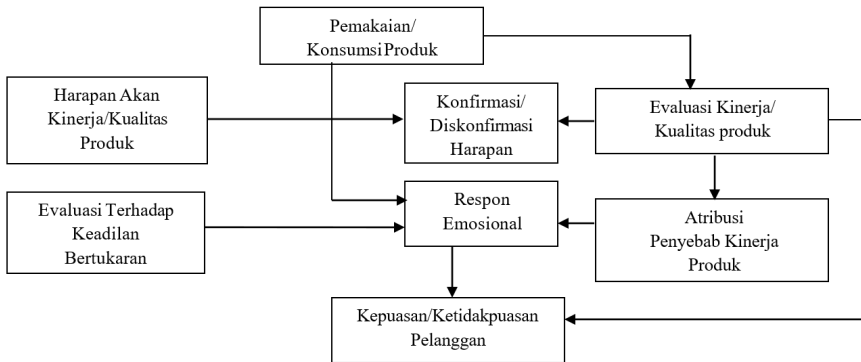 Pemakaian/
Konsumsi Produk
Harapan Akan
Kinerja/Kualitas
Produk
Konfirmasi/
Diskonfirmasi
Harapan
Evaluasi Kinerja/
Kualitas produk
Evaluasi Terhadap
Keadilan
Bertukaran
Respon
Emosional
Atribusi
Penyebab Kinerja
Produk
Kepuasan/Ketidakpuasan
Pelanggan